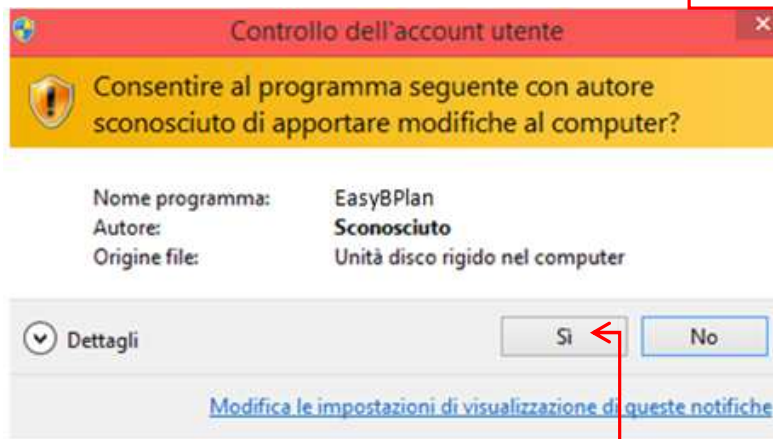 Controllo dell'account utente
Consentire al programma seguente con autore
sconosciuto di apportare modifiche al computer?
Nome programma: EasyBPlan
Autore: Sconosciuto
Origine file: Unità disco rigido nel computer
Dettagli Sì No
Modifica le impostazioni di visualizzazione di queste notifiche